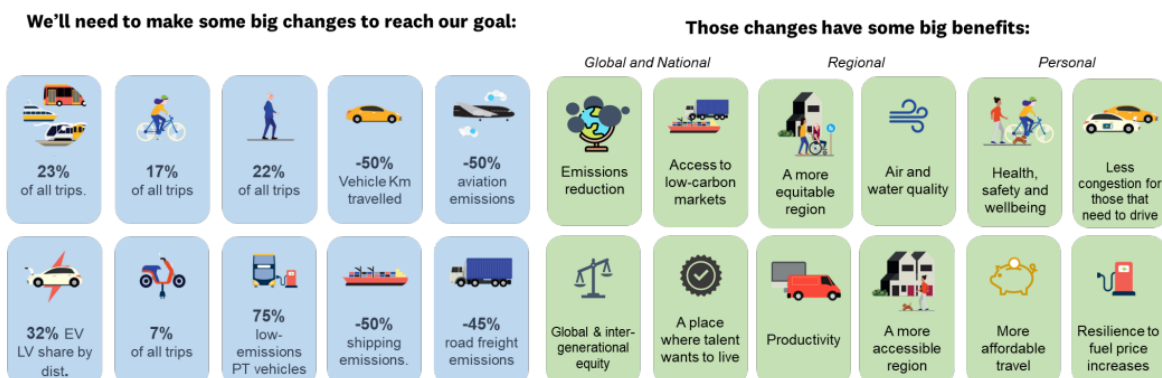 We'll need to make some big changes to reach our goal:
23%
of all trips.
17%
of all trips
22%
of all trips
-50%
Vehicle Km
travelled
-50%
aviation
emissions
32% EV
LV share by
dist.
7%
of all trips
75%
low-
emissions
PT vehicles
-50%
shipping
emissions.
-45%
road freight
emissions
Those changes have some big benefits:
Global and National
Regional
Personal
Emissions
reduction
Access to
low-carbon
markets
A more
equitable
region
Air and
water quality
Health,
safety and
wellbeing
Less
congestion for
those that
need to drive
Global & inter-
generational
equity
A place
where talent
wants to live
Productivity
A more
accessible
region
More
affordable
travel
Resilience to
fuel price
increases